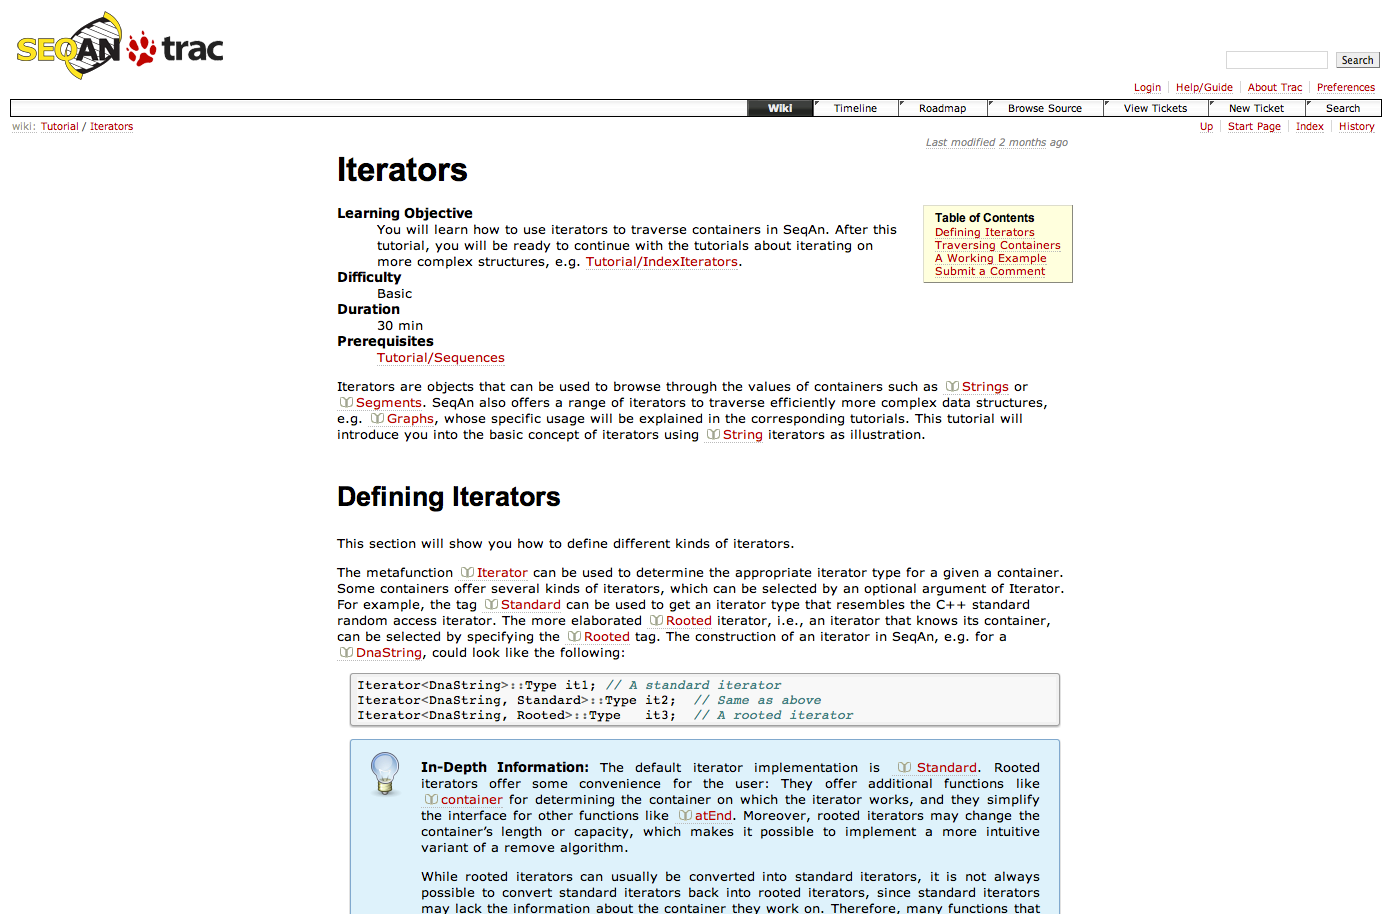 SEQAN trac
Search
Login Help/Guide About Trac Preferences
Wiki Timeline Roadmap Browse Source View Tickets New Ticket Search
wiki: Tutorial / Iterators
Up Start Page Index History
Last modified 2 months ago
Iterators
Learning Objective
You will learn how to use iterators to traverse containers in SeqAn. After this
tutorial, you will be ready to continue with the tutorials about iterating on
more complex structures, e.g. Tutorial/IndexIterators.
Difficulty
Basic
Duration
30 min
Prerequisites
Tutorial/Sequences
Table of Contents
Defining Iterators
Traversing Containers
A Working Example
Submit a Comment
Iterators are objects that can be used to browse through the values of containers such as Strings or
Segments. SeqAn also offers a range of iterators to traverse efficiently more complex data structures,
e.g. Graphs, whose specific usage will be explained in the corresponding tutorials. This tutorial will
introduce you into the basic concept of iterators using String iterators as illustration.
Defining Iterators
This section will show you how to define different kinds of iterators.
The metafunction Iterator can be used to determine the appropriate iterator type for a given a container.
Some containers offer several kinds of iterators, which can be selected by an optional argument of Iterator.
For example, the tag Standard can be used to get an iterator type that resembles the C++ standard
random access iterator. The more elaborated Rooted iterator, i.e., an iterator that knows its container,
can be selected by specifying the Rooted tag. The construction of an iterator in SeqAn, e.g. for a
DnaString, could look like the following:
Iterator<DnaString>::Type it1; // A standard iterator
Iterator<DnaString, Standard>::Type it2;  // Same as above
Iterator<DnaString, Rooted>::Type   it3;  // A rooted iterator
In-Depth Information: The default iterator implementation is Standard. Rooted
iterators offer some convenience for the user: They offer additional functions like
container for determining the container on which the iterator works, and they simplify
the interface for other functions like atEnd. Moreover, rooted iterators may change the
container's length or capacity, which makes it possible to implement a more intuitive
variant of a remove algorithm.
While rooted iterators can usually be converted into standard iterators, it is not always
possible to convert standard iterators back into rooted iterators, since standard iterators
may lack the information about the container they work on. Therefore, many functions that